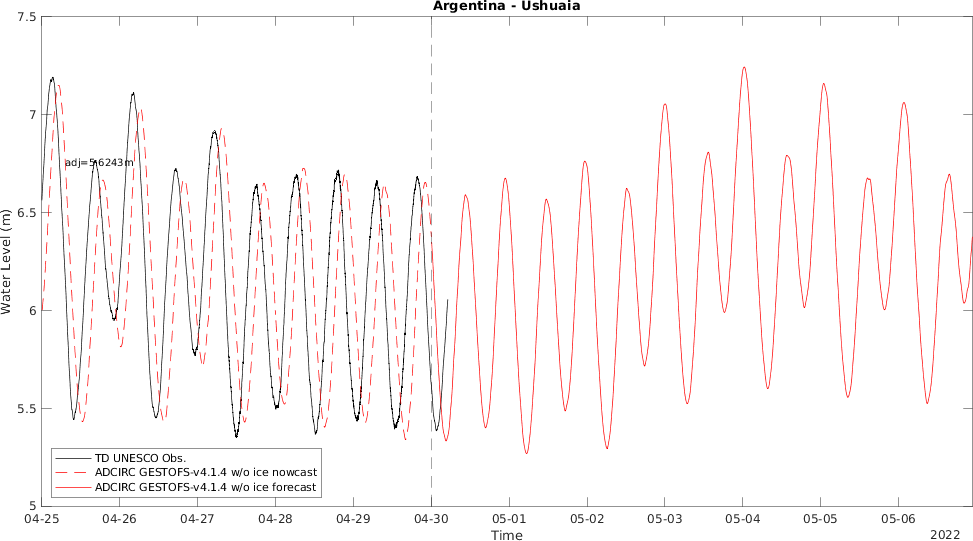 Argentina - Ushuaia
7.5
7
6.5
6
5.5
5
Water Level (m)
adj=5.6243m
TD UNESCO Obs.
ADCIRC GESTOFS-v4.1.4 w/o ice nowcast
ADCIRC GESTOFS-v4.1.4 w/o ice forecast
04-25 04-26 04-27 04-28 04-29 04-30 05-01 05-02 05-03 05-04 05-05 05-06
Time
2022